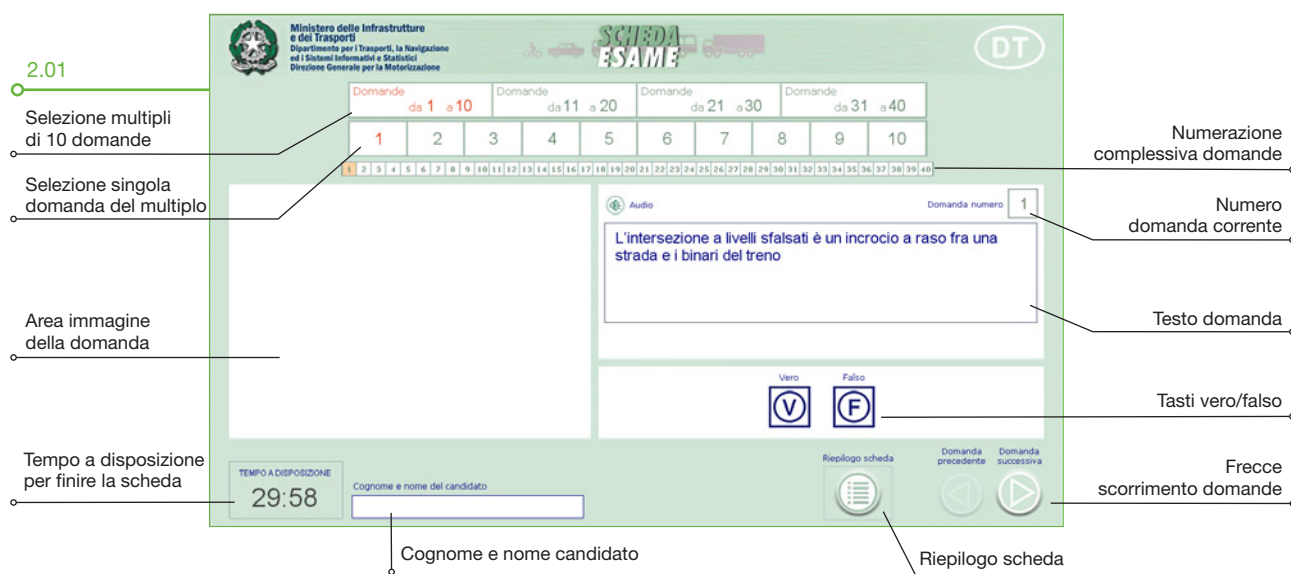 Ministero delle Infrastrutture
e dei Trasporti
Dipartimento per i Trasporti, la Navigazione
ed i Sistemi Informativi e Statistici
Direzione Generale per la Motorizzazione
SCHEDA
ESAME
DT
2.01
Domande
da 1 a 10
Domande
da 11 a 20
Domande
da 21 a 30
Domande
da 31 a 40
Selezione multipli
di 10 domande
1 2 3 4 5 6 7 8 9 10
Numerazione
complessiva domande
1 2 3 4 5 6 7 8 9 10 11 12 13 14 15 16 17 18 19 20 21 22 23 24 25 26 27 28 29 30 31 32 33 34 35 36 37 38 39 40
Selezione singola
domanda del multiplo
Audio
Domanda numero 1
Numero
domanda corrente
L'intersezione a livelli sfalsati è un incrocio a raso fra una
strada e i binari del treno
Area immagine
della domanda
Testo domanda
Vero
Falso
V
F
Tasti vero/falso
Tempo a disposizione
per finire la scheda
TEMPO A DISPOSIZIONE
29:58
Cognome e nome del candidato
Riepilogo scheda
Domanda
precedente
Domanda
successiva
Frecce
scorrimento domande
Cognome e nome candidato
Riepilogo scheda